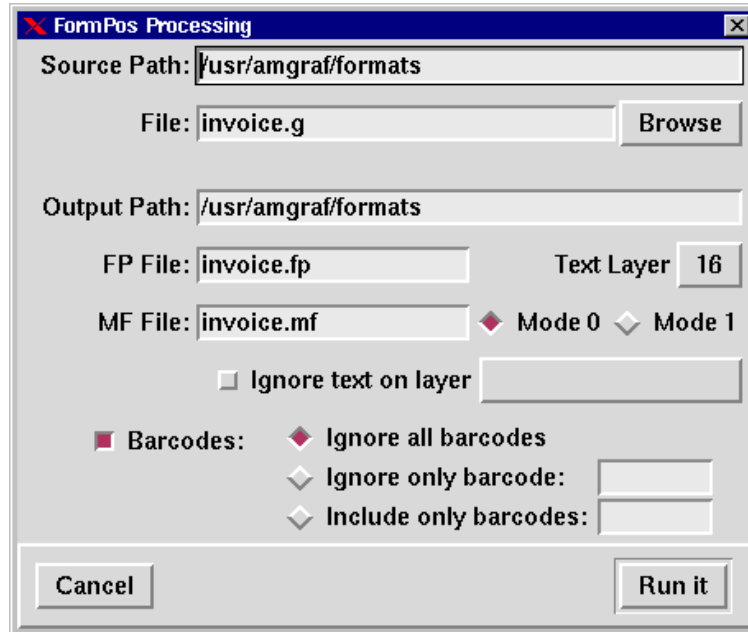 FormPos Processing
Source Path: /usr/amgraf/formats
File: invoice.g Browse
Output Path: /usr/amgraf/formats
FP File: invoice.fp Text Layer 16
MF File: invoice.mf Mode 0 Mode 1
Ignore text on layer
Barcodes: Ignore all barcodes
Ignore only barcode:
Include only barcodes:
Cancel Run it